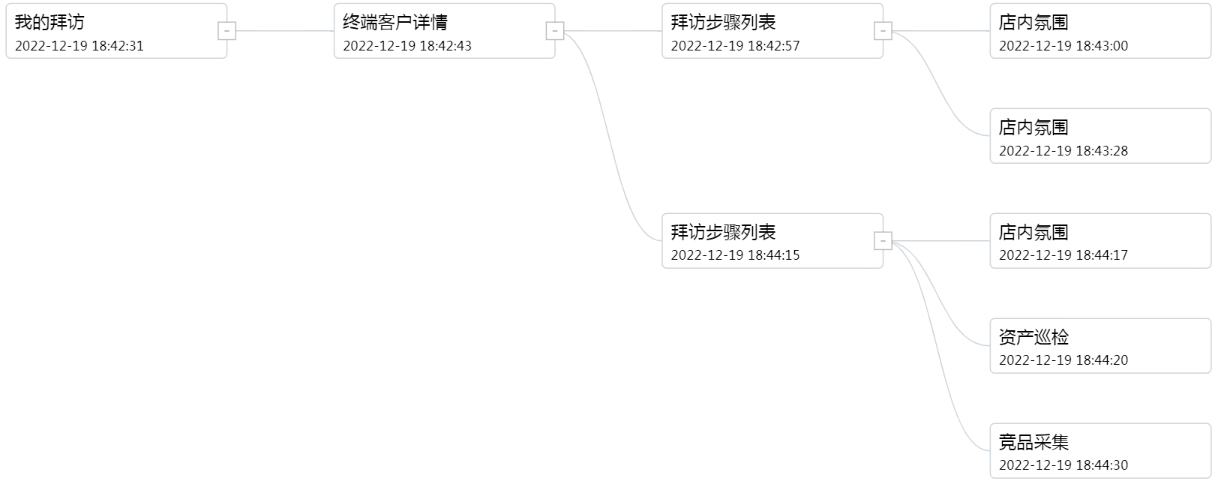 我的拜访
2022-12-19 18:42:31
终端客户详情
2022-12-19 18:42:43
拜访步骤列表
2022-12-19 18:42:57
店内氛围
2022-12-19 18:43:00
店内氛围
2022-12-19 18:43:28
拜访步骤列表
2022-12-19 18:44:15
店内氛围
2022-12-19 18:44:17
资产巡检
2022-12-19 18:44:20
竞品采集
2022-12-19 18:44:30